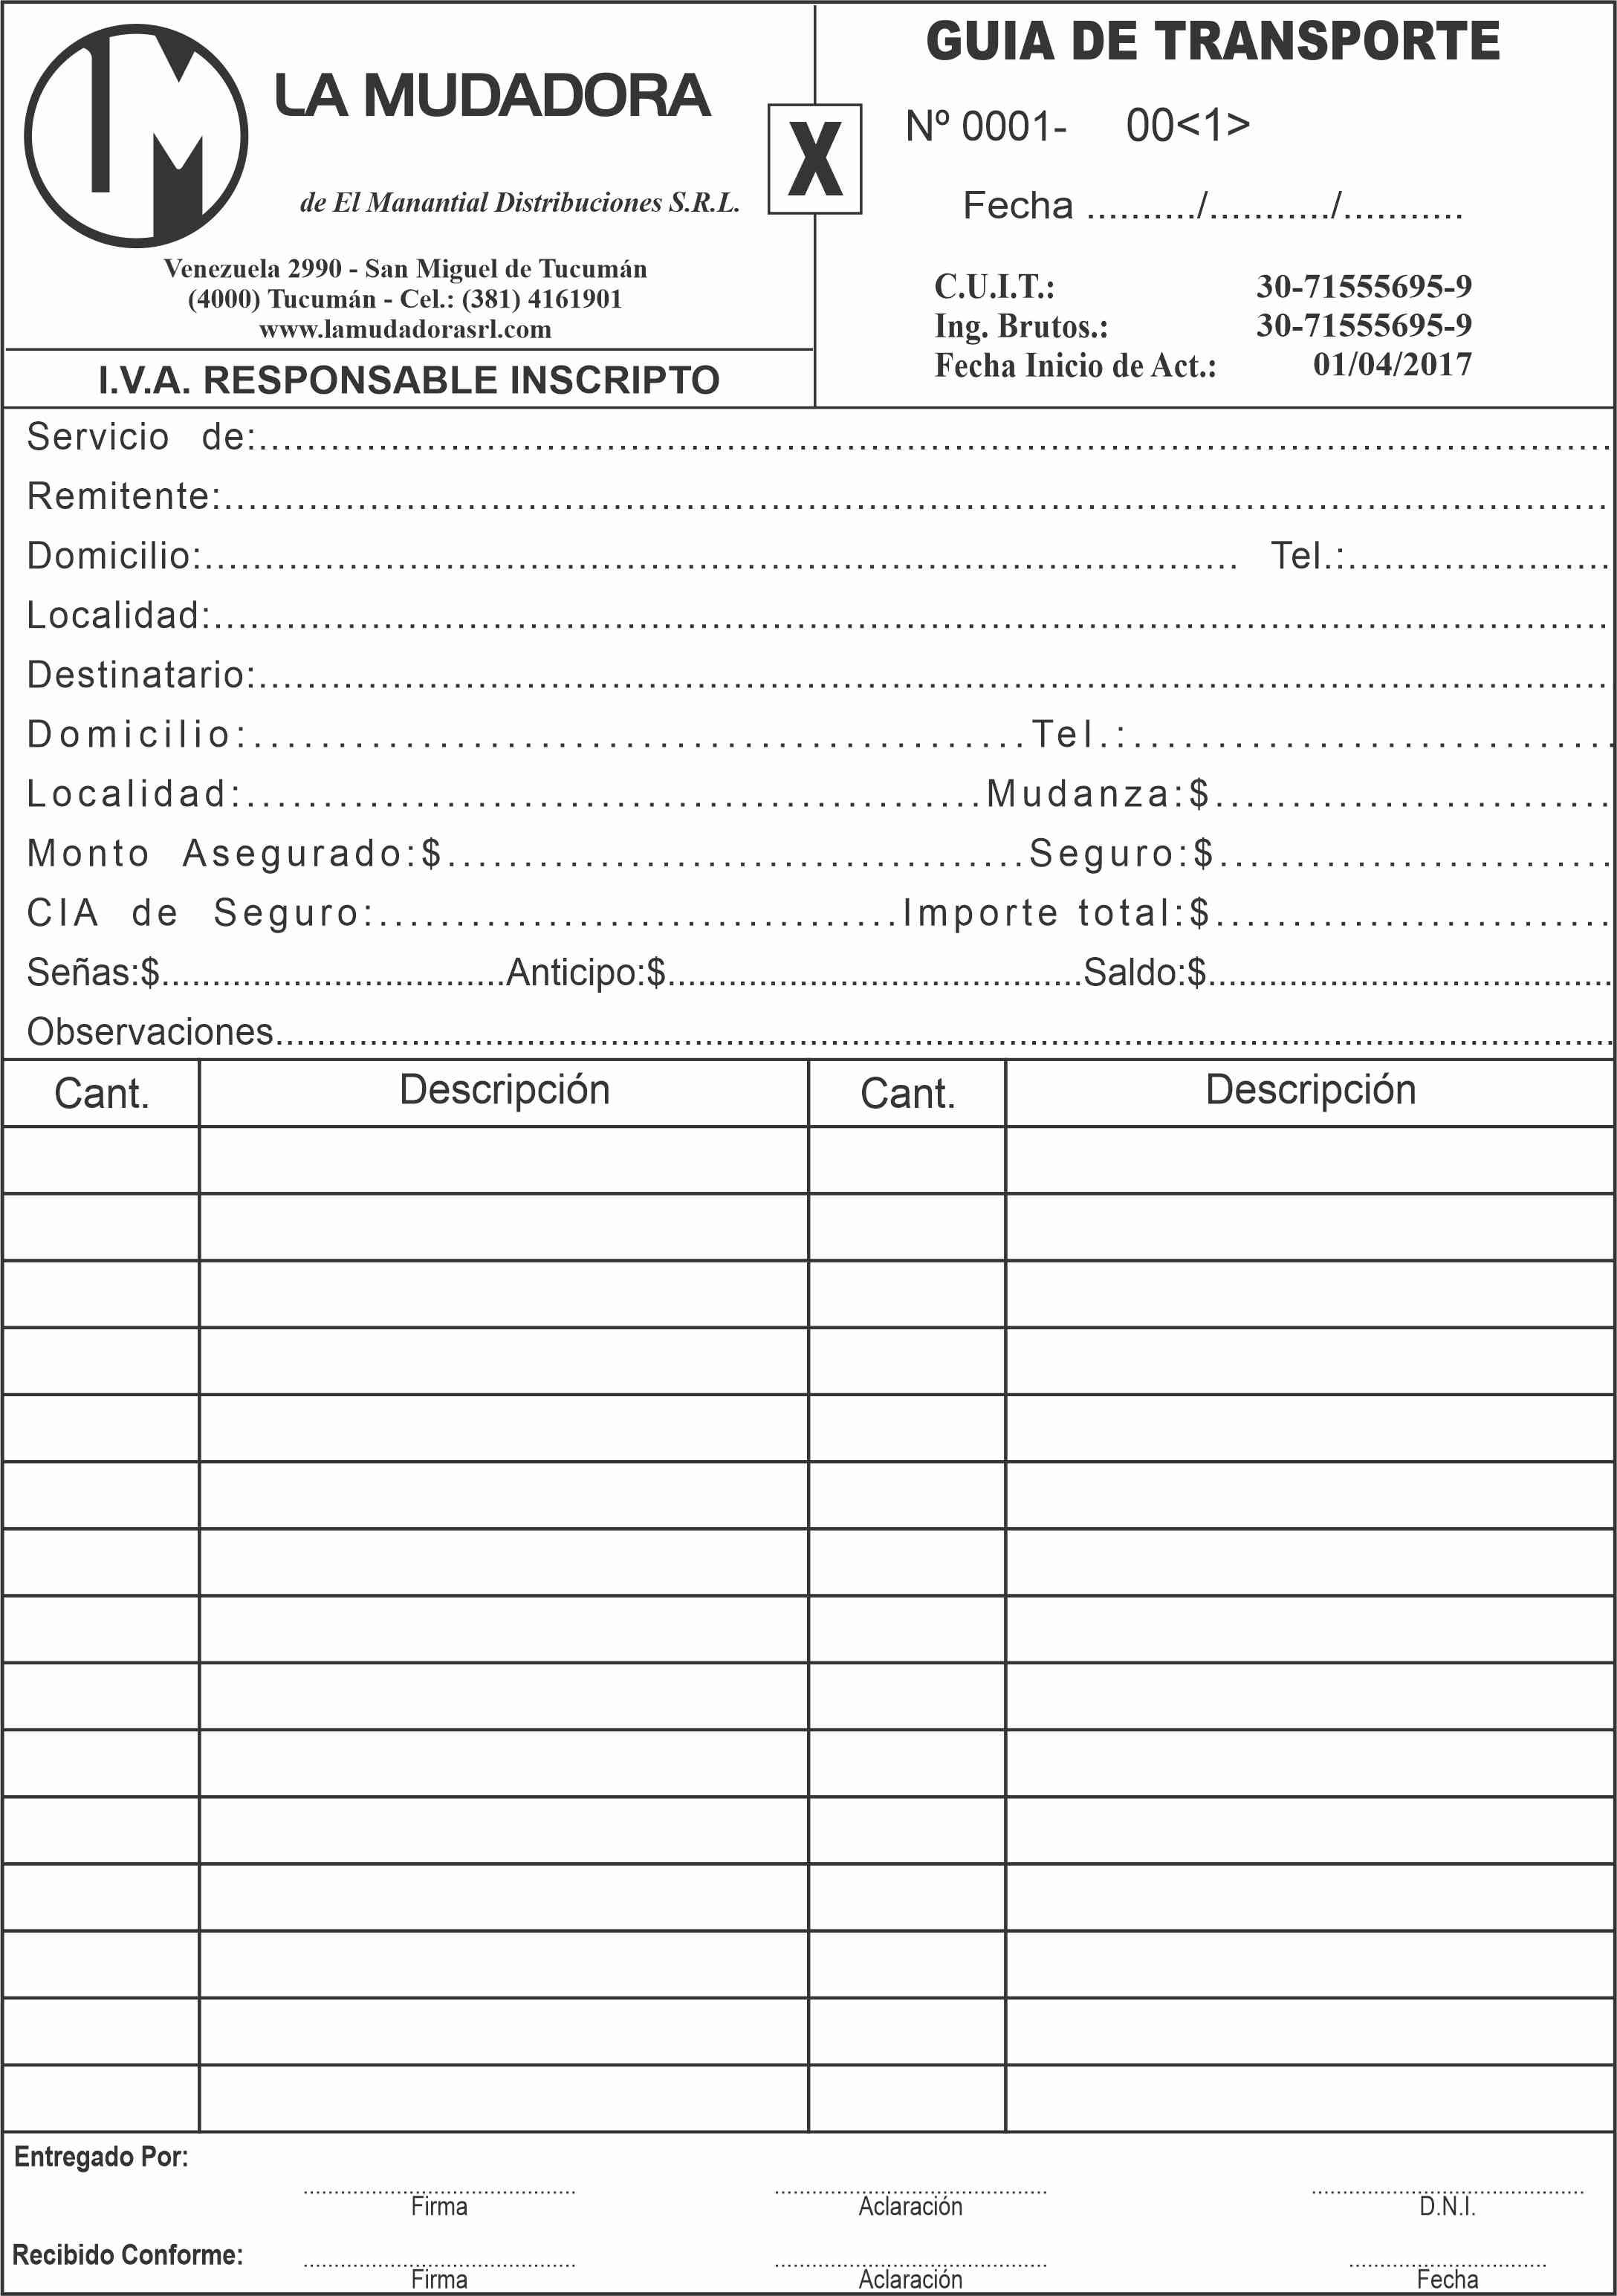 LA MUDADORA
de El Manantial Distribuciones S.R.L.
Venezuela 2990 - San Miguel de Tucumán
(4000) Tucumán - Cel.: (381) 4161901
www.lamudadorasrl.com
I.V.A. RESPONSABLE INSCRIPTO
X
GUIA DE TRANSPORTE
Nº 0001- 00<1>
Fecha ........../.........../...........
C.U.I.T.: 30-71555695-9
Ing. Brutos.: 30-71555695-9
Fecha Inicio de Act.: 01/04/2017
Servicio de:..........
Remitente:..........
Domicilio:.......... Tel.:..........
Localidad:..........
Destinatario:..........
Domicilio:..........Tel.:..........
Localidad:..........Mudanza:$..........
Monto Asegurado:$..........Seguro:$..........
CIA de Seguro:..........Importe total:$..........
Señas:$..........Anticipo:$..........Saldo:$..........
Observaciones..........
Cant. Descripción Cant. Descripción
Entregado Por:
Firma Aclaración D.N.I.
Recibido Conforme:
Firma Aclaración Fecha